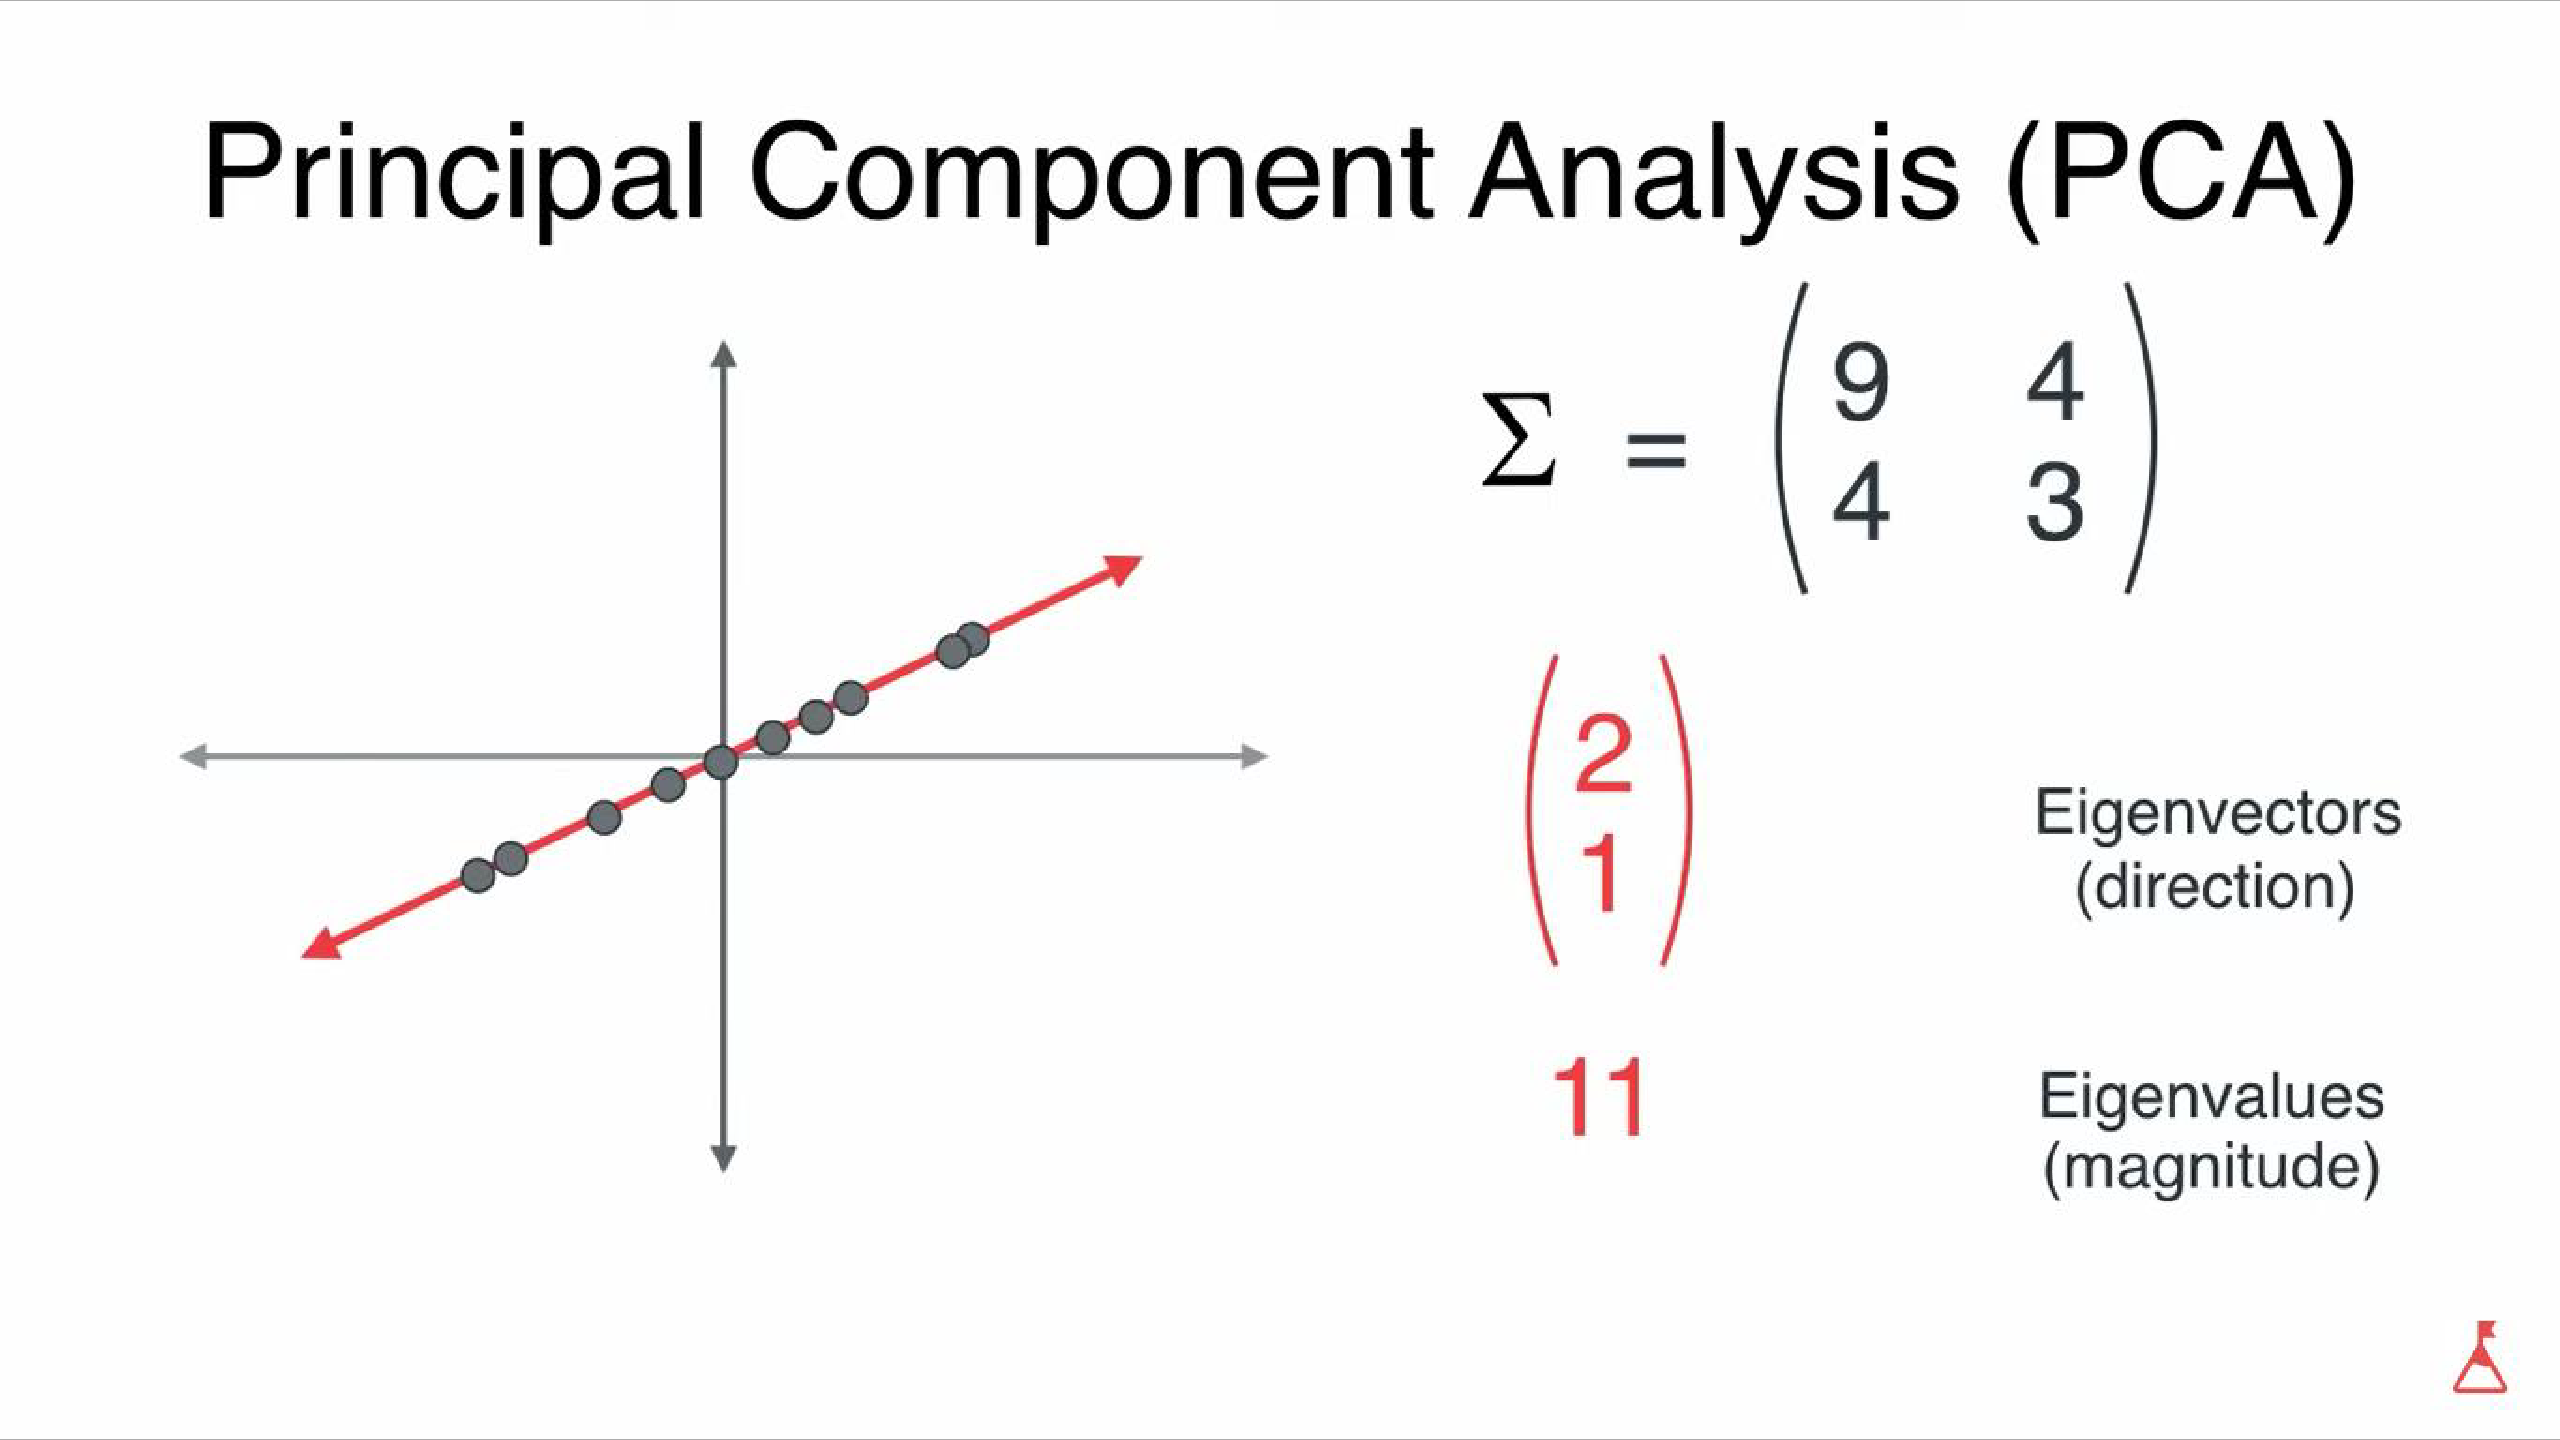 Principal Component Analysis (PCA)
Σ = ( 9 4
4 3 )
( 2
1 )
Eigenvectors
(direction)
11
Eigenvalues
(magnitude)